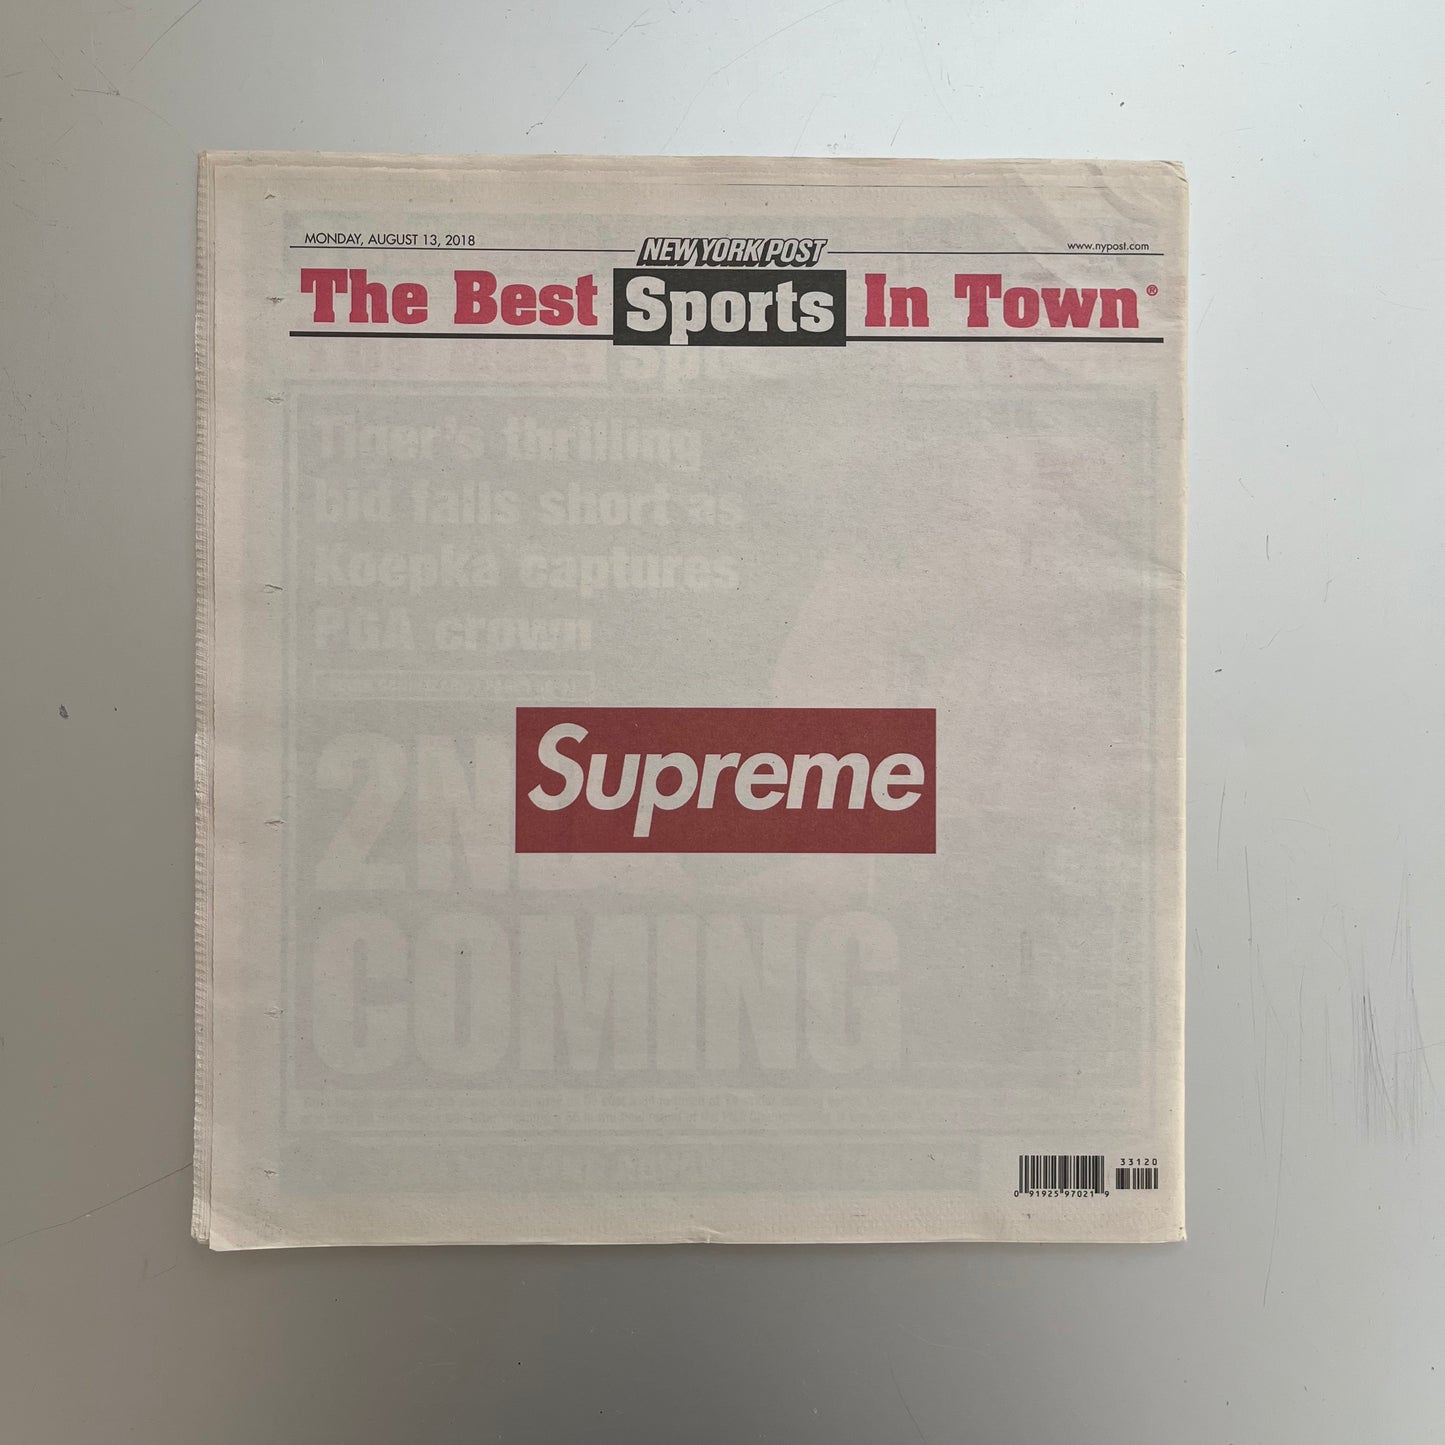 MONDAY, AUGUST 13, 2018
NEW YORK POST
www.nypost.com
The Best Sports In Town®
Tiger's thrilling
bid falls short as
Koepka captures
PGA crown
Supreme
2ND
COMING
33120
0 91925 97021 9